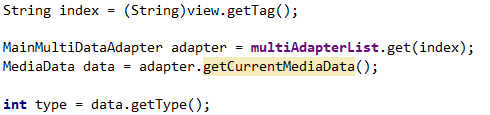 String index = (String)view.getTag();
MainMultiDataAdapter adapter = multiAdapterList.get(index);
MediaData data = adapter.getCurrentMediaData();
int type = data.getType();